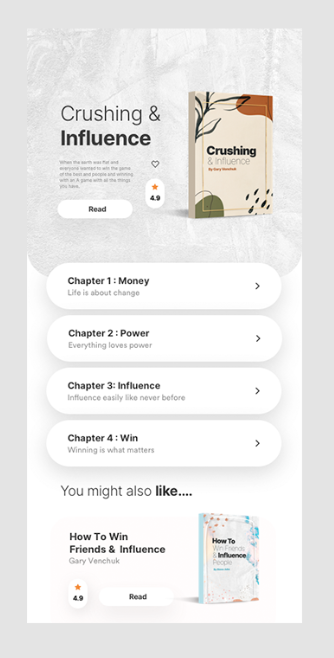 Crushing &
Influence
When the earth was flat and
everyone wanted to win the game
of the best and people and winning
with an A game with all the things
you have.
4.9
Read
Crushing
& Influence
by Gary Venchuk
Chapter 1 : Money
Life is about change
Chapter 2 : Power
Everything loves power
Chapter 3: Influence
Influence easily like never before
Chapter 4 : Win
Winning is what matters
You might also like....
How To Win
Friends & Influence
Gary Venchuk
4.9
Read
How To
Win Friends
& Influence
People